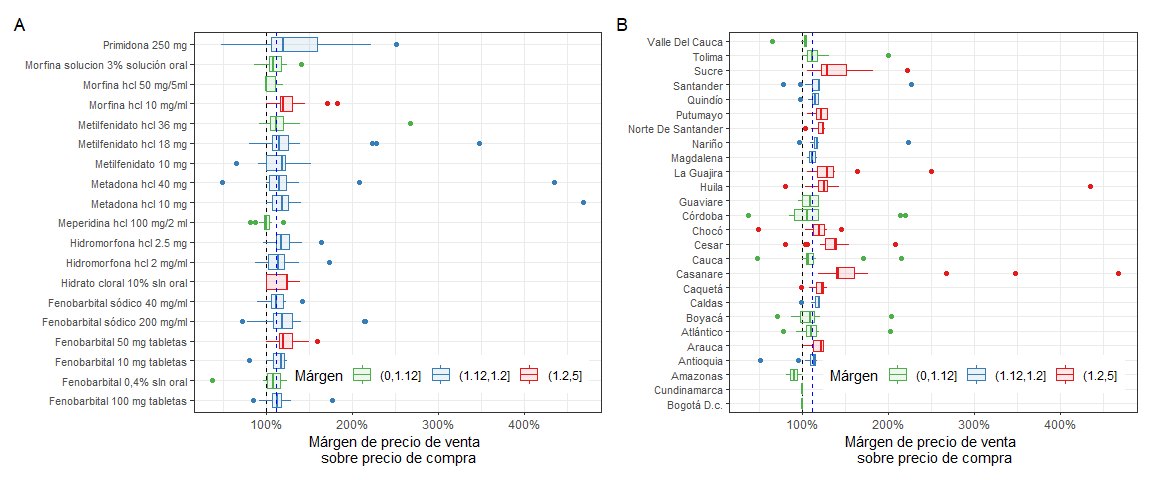 A
Primidona 250 mg
Morfina solucion 3% solución oral
Morfina hcl 50 mg/5ml
Morfina hcl 10 mg/ml
Metilfenidato hcl 36 mg
Metilfenidato hcl 18 mg
Metilfenidato 10 mg
Metadona hcl 40 mg
Metadona hcl 10 mg
Meperidina hcl 100 mg/2 ml
Hidromorfona hcl 2.5 mg
Hidromorfona hcl 2 mg/ml
Hidrato cloral 10% sln oral
Fenobarbital sódico 40 mg/ml
Fenobarbital sódico 200 mg/ml
Fenobarbital 50 mg tabletas
Fenobarbital 10 mg tabletas
Fenobarbital 0,4% sln oral
Fenobarbital 100 mg tabletas
Márgen (0,1.12] (1.12,1.2] (1.2,5]
100% 200% 300% 400%
Márgen de precio de venta
sobre precio de compra
B
Valle Del Cauca
Tolima
Sucre
Santander
Quindío
Putumayo
Norte De Santander
Nariño
Magdalena
La Guajira
Huila
Guaviare
Córdoba
Chocó
Cesar
Cauca
Casanare
Caquetá
Caldas
Boyacá
Atlántico
Arauca
Antioquia
Amazonas
Cundinamarca
Bogotá D.c.
Márgen (0,1.12] (1.12,1.2] (1.2,5]
100% 200% 300% 400%
Márgen de precio de venta
sobre precio de compra